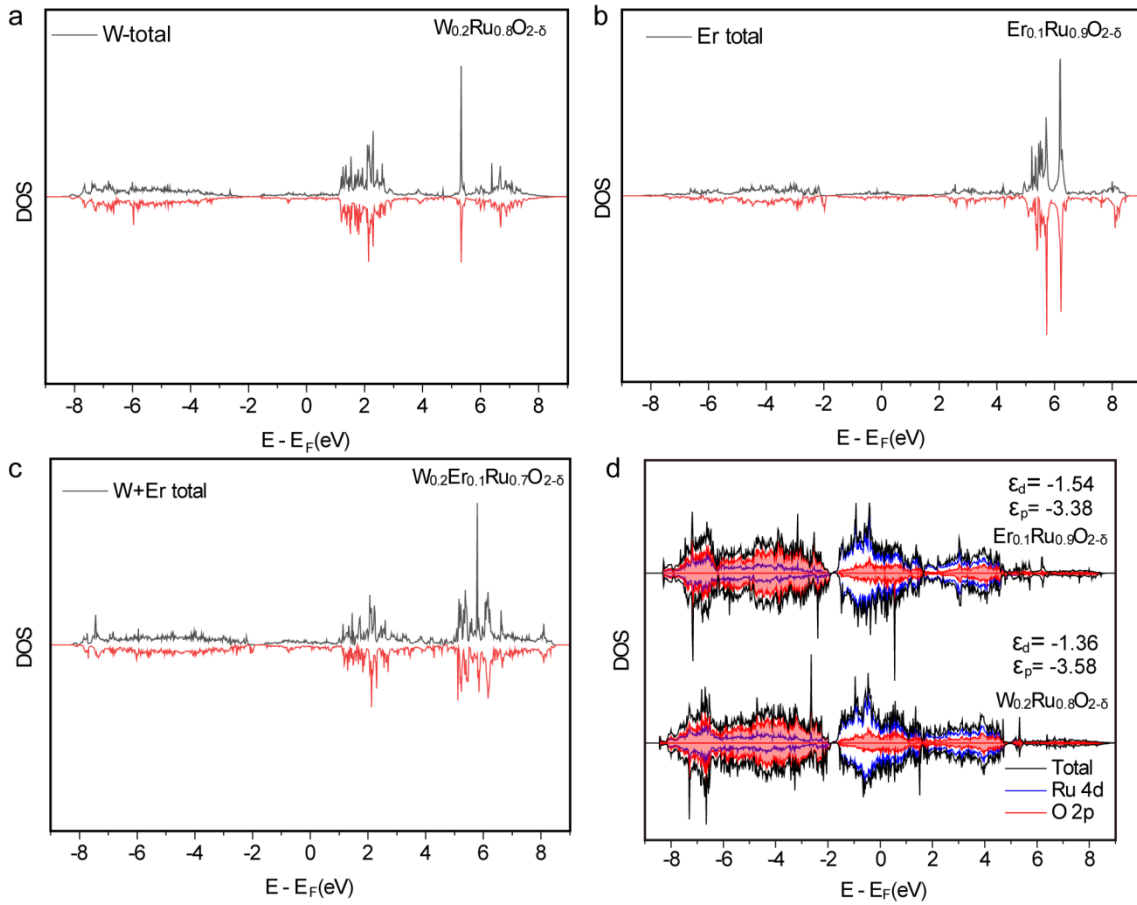 a
W-total
W0.2Ru0.8O2-δ
DOS
-8 -6 -4 -2 0 2 4 6 8
E - EF(eV)
b
Er total
Er0.1Ru0.9O2-δ
DOS
-8 -6 -4 -2 0 2 4 6 8
E - EF(eV)
c
W+Er total
W0.2Er0.1Ru0.7O2-δ
DOS
-8 -6 -4 -2 0 2 4 6 8
E - EF(eV)
d
εd= -1.54
εp= -3.38
Er0.1Ru0.9O2-δ
εd= -1.36
εp= -3.58
W0.2Ru0.8O2-δ
Total
Ru 4d
O 2p
DOS
-8 -6 -4 -2 0 2 4 6 8
E - EF(eV)